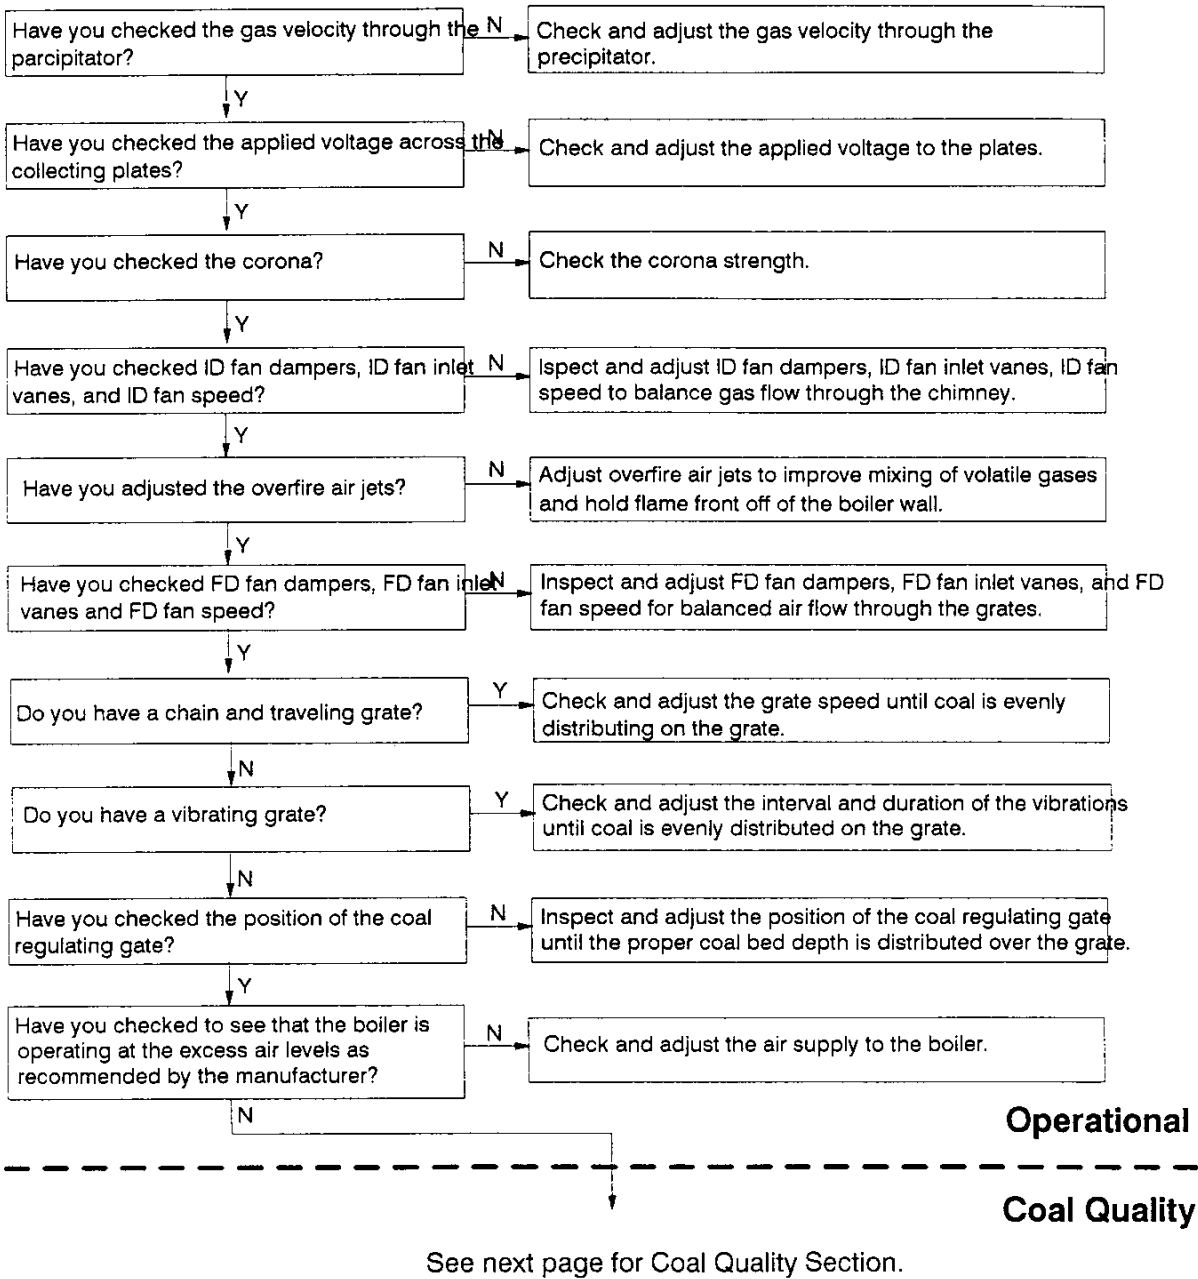 Have you checked the gas velocity through the
parcipitator?
N
Check and adjust the gas velocity through the
precipitator.
Y
Have you checked the applied voltage across the
collecting plates?
N
Check and adjust the applied voltage to the plates.
Y
Have you checked the corona?
N
Check the corona strength.
Y
Have you checked ID fan dampers, ID fan inlet
vanes, and ID fan speed?
N
Ispect and adjust ID fan dampers, ID fan inlet vanes, ID fan
speed to balance gas flow through the chimney.
Y
Have you adjusted the overfire air jets?
N
Adjust overfire air jets to improve mixing of volatile gases
and hold flame front off of the boiler wall.
Y
Have you checked FD fan dampers, FD fan inlet
vanes and FD fan speed?
N
Inspect and adjust FD fan dampers, FD fan inlet vanes, and FD
fan speed for balanced air flow through the grates.
Y
Do you have a chain and traveling grate?
Y
Check and adjust the grate speed until coal is evenly
distributing on the grate.
N
Do you have a vibrating grate?
Y
Check and adjust the interval and duration of the vibrations
until coal is evenly distributed on the grate.
N
Have you checked the position of the coal
regulating gate?
N
Inspect and adjust the position of the coal regulating gate
until the proper coal bed depth is distributed over the grate.
Y
Have you checked to see that the boiler is
operating at the excess air levels as
recommended by the manufacturer?
N
Check and adjust the air supply to the boiler.
N
Operational
Coal Quality
See next page for Coal Quality Section.